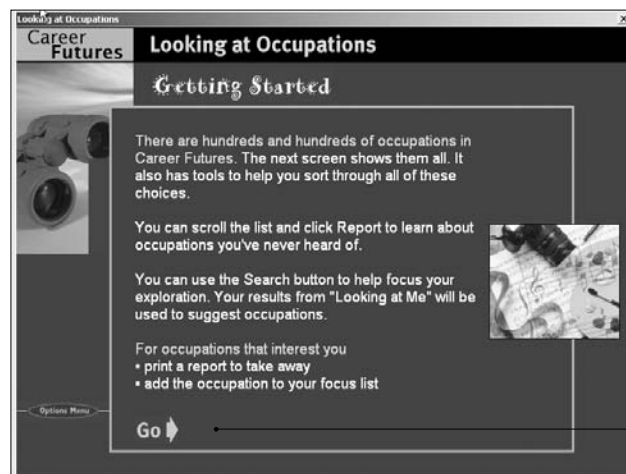 Looking at Occupations
Career
Futures
Looking at Occupations
Getting Started
There are hundreds and hundreds of occupations in
Career Futures. The next screen shows them all. It
also has tools to help you sort through all of these
choices.
You can scroll the list and click Report to learn about
occupations you've never heard of.
You can use the Search button to help focus your
exploration. Your results from "Looking at Me" will be
used to suggest occupations.
For occupations that interest you
▪ print a report to take away
▪ add the occupation to your focus list
Options Menu
Go